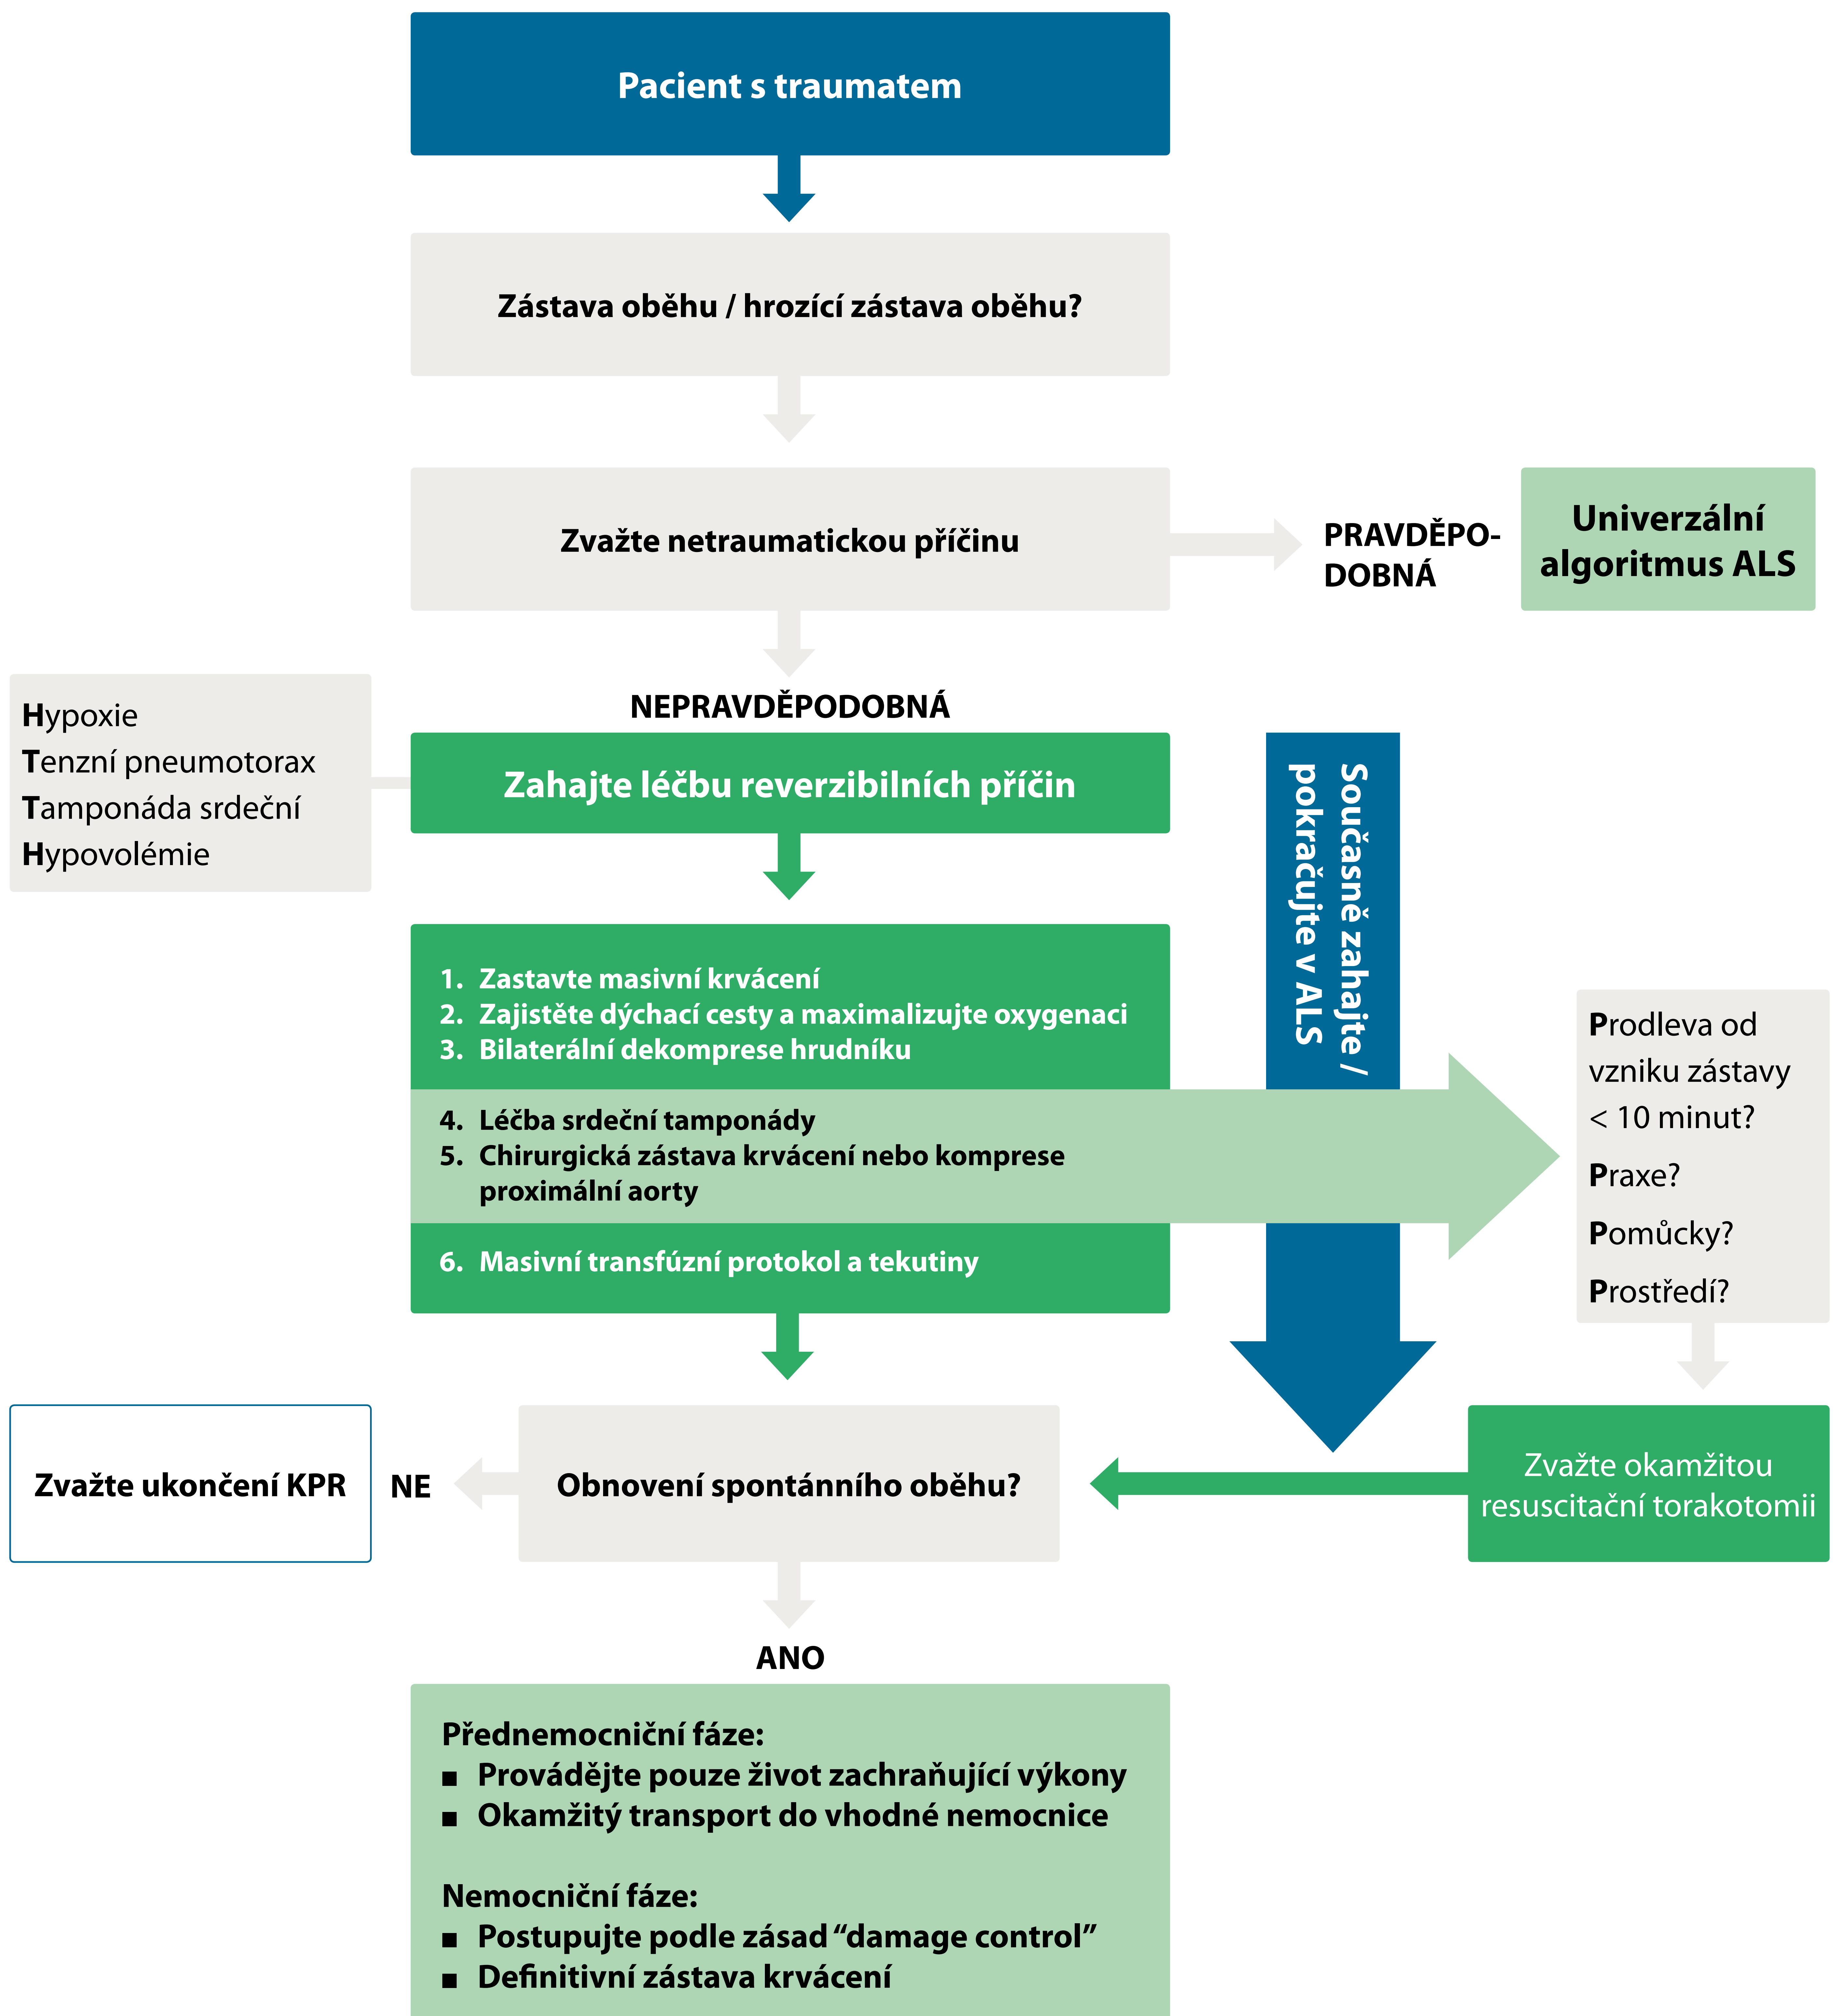 Pacient s traumatem
Zástava oběhu / hrozící zástava oběhu?
Zvažte netraumatickou příčinu
PRAVDĚPO-
DOBNÁ
Univerzální
algoritmus ALS
NEPRAVDĚPODOBNÁ
Hypoxie
Tenzní pneumotorax
Tamponáda srdeční
Hypovolémie
Zahajte léčbu reverzibilních příčin
Současně zahajte /
pokračujte v ALS
1. Zastavte masivní krvácení
2. Zajistěte dýchací cesty a maximalizujte oxygenaci
3. Bilaterální dekomprese hrudníku
4. Léčba srdeční tamponády
5. Chirurgická zástava krvácení nebo komprese
proximální aorty
6. Masivní transfúzní protokol a tekutiny
Prodleva od
vzniku zástavy
< 10 minut?
Praxe?
Pomůcky?
Prostředí?
Zvažte ukončení KPR
NE
Obnovení spontánního oběhu?
Zvažte okamžitou
resuscitační torakotomii
ANO
Přednemocniční fáze:
■ Provádějte pouze život zachraňující výkony
■ Okamžitý transport do vhodné nemocnice
Nemocniční fáze:
■ Postupujte podle zásad “damage control”
■ Definitivní zástava krvácení